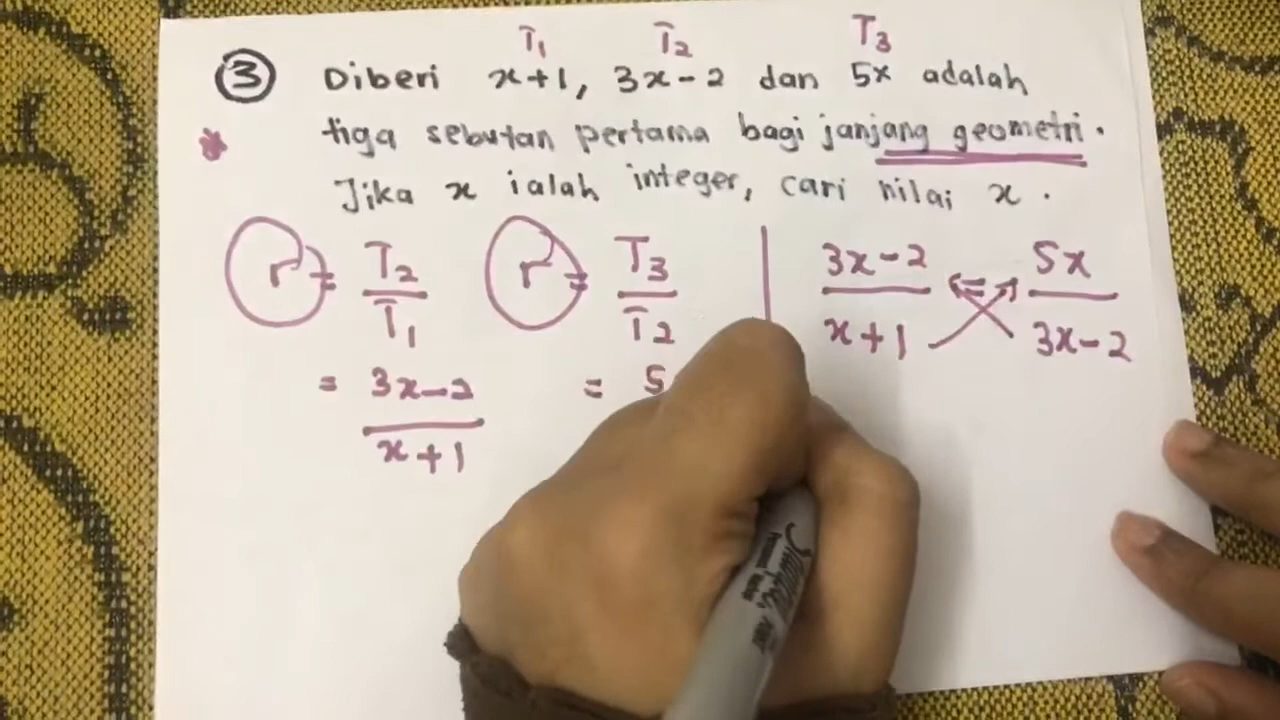 T1 T2 T3
3 Diberi x+1, 3x-2 dan 5x adalah
* tiga sebutan pertama bagi janjang geometri.
Jika x ialah integer, cari nilai x.
r = T2/T1
= 3x-2/x+1
r = T3/T2
= 5
3x-2/x+1 = 5x/3x-2
Sharpie